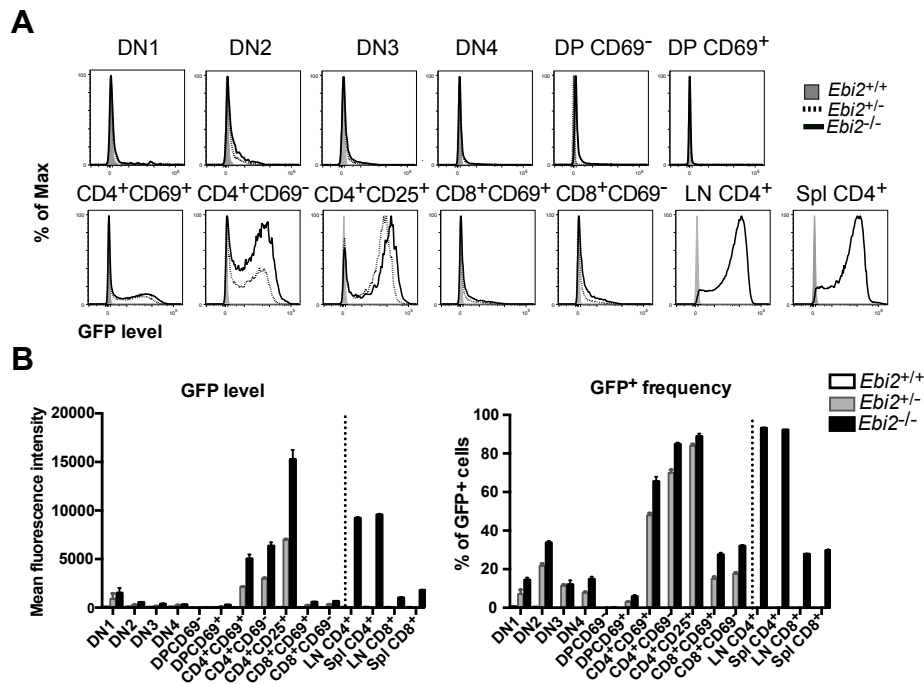 A
DN1 DN2 DN3 DN4 DP CD69- DP CD69+
Ebi2+/+
Ebi2+/-
Ebi2-/-
% of Max
CD4+CD69+ CD4+CD69- CD4+CD25+ CD8+CD69+ CD8+CD69- LN CD4+ Spl CD4+
GFP level
B
GFP level
Mean fluorescence intensity
20000
15000
10000
5000
0
DN1 DN2 DN3 DN4 DPCD69- DPCD69+ CD4+CD69+ CD4+CD69- CD4+CD25+ CD8+CD69+ CD8+CD69- LN CD4+ Spl CD4+ LN CD8+ Spl CD8+
GFP+ frequency
% of GFP+ cells
100
80
60
40
20
0
DN1 DN2 DN3 DN4 DPCD69- DPCD69+ CD4+CD69+ CD4+CD69- CD4+CD25+ CD8+CD69+ CD8+CD69- LN CD4+ Spl CD4+ LN CD8+ Spl CD8+
Ebi2+/+
Ebi2+/-
Ebi2-/-